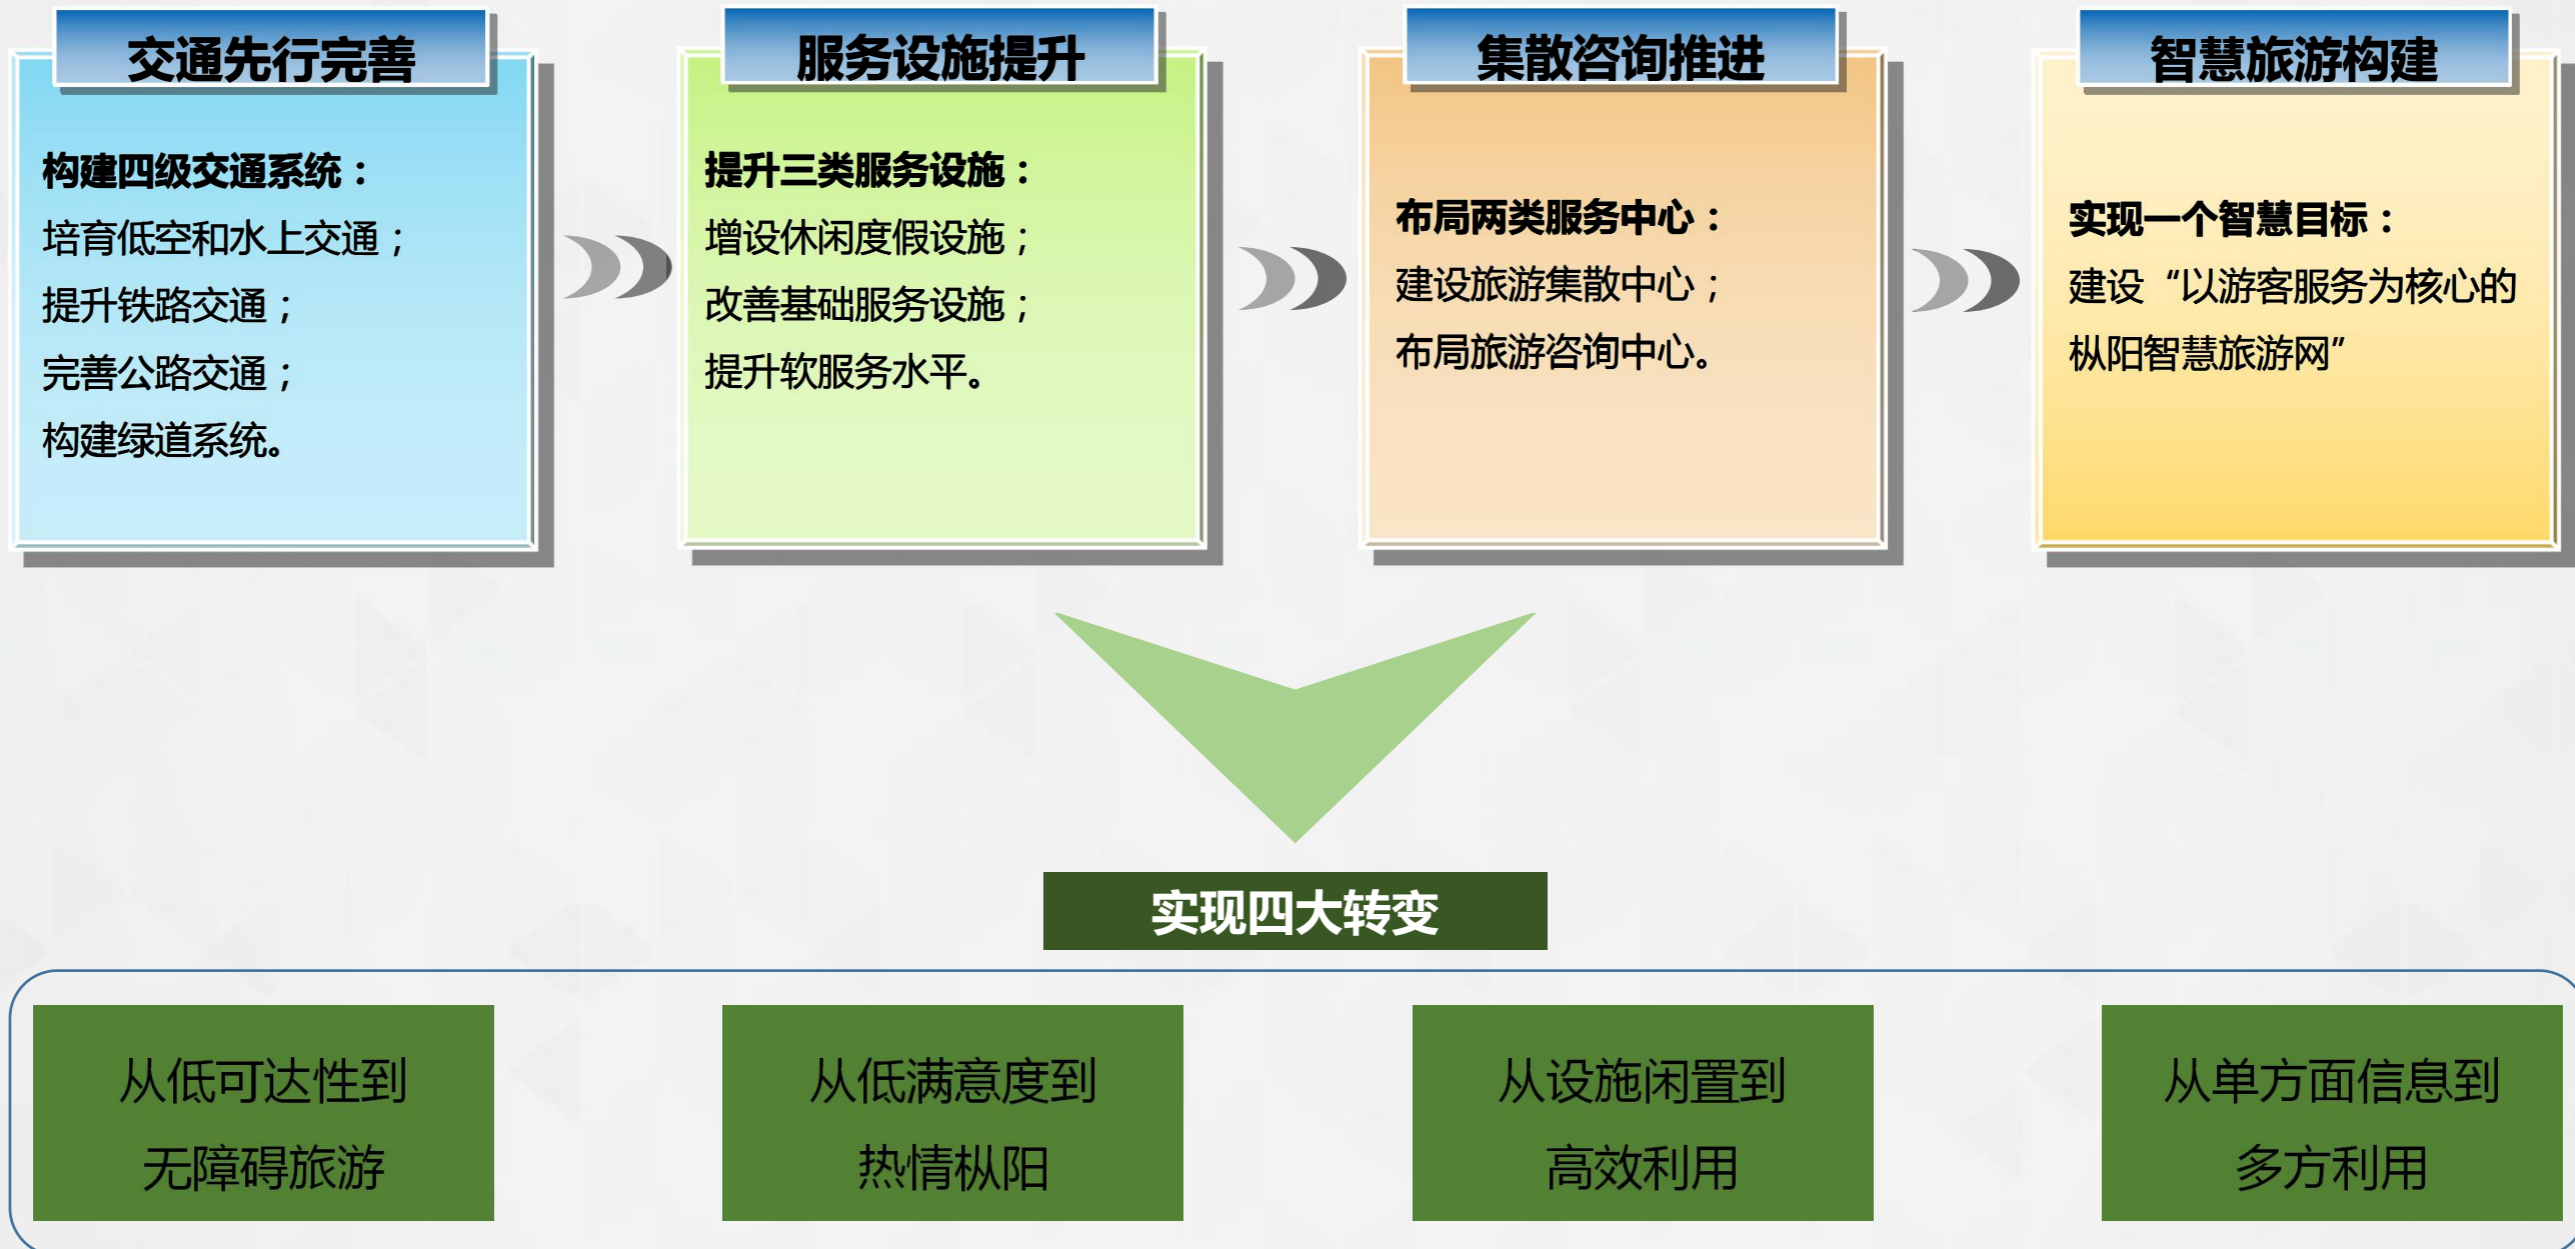 交通先行完善
构建四级交通系统：
培育低空和水上交通；
提升铁路交通；
完善公路交通；
构建绿道系统。
服务设施提升
提升三类服务设施：
增设休闲度假设施；
改善基础服务设施；
提升软服务水平。
集散咨询推进
布局两类服务中心：
建设旅游集散中心；
布局旅游咨询中心。
智慧旅游构建
实现一个智慧目标：
建设“以游客服务为核心的
枞阳智慧旅游网”
实现四大转变
从低可达性到
无障碍旅游
从低满意度到
热情枞阳
从设施闲置到
高效利用
从单方面信息到
多方利用